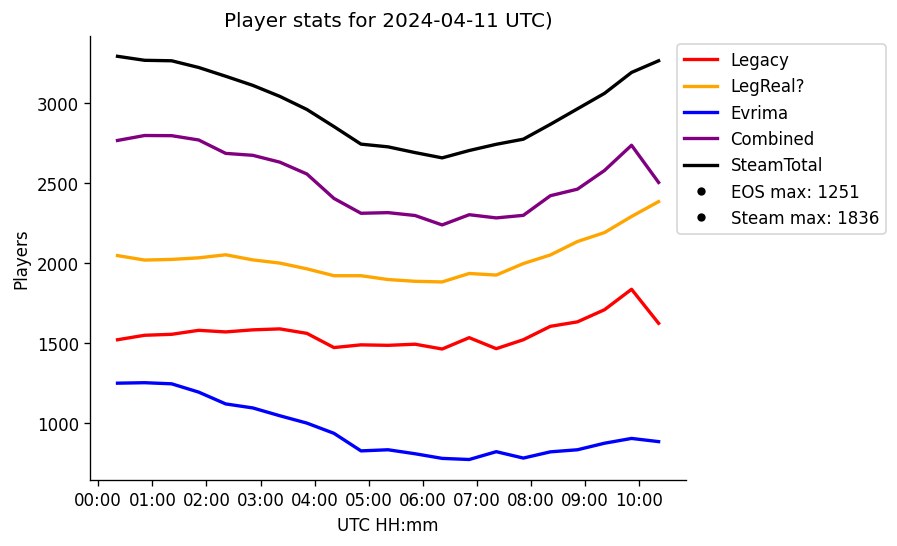 Player stats for 2024-04-11 UTC)
Players
3000
2500
2000
1500
1000
00:00 01:00 02:00 03:00 04:00 05:00 06:00 07:00 08:00 09:00 10:00
UTC HH:mm
Legacy
LegReal?
Evrima
Combined
SteamTotal
EOS max: 1251
Steam max: 1836